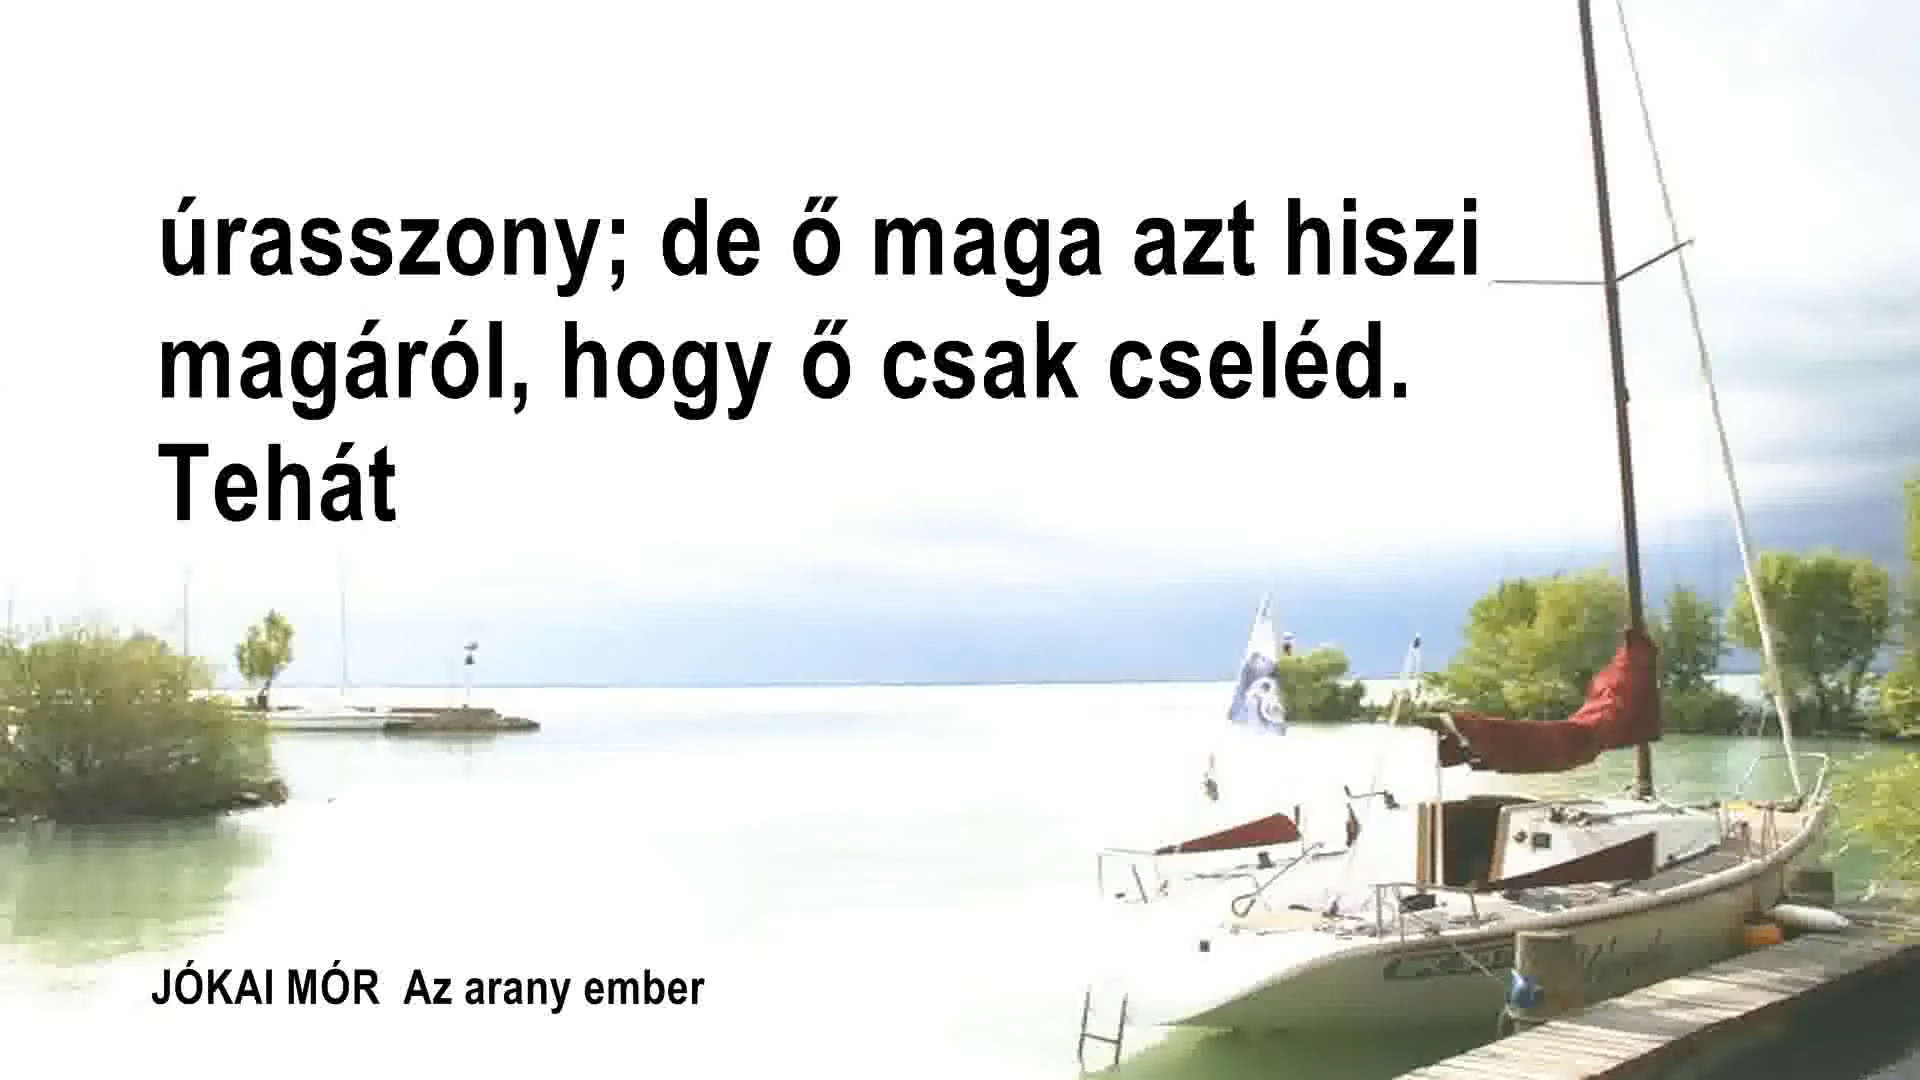 úrasszony; de ő maga azt hiszi
magáról, hogy ő csak cseléd.
Tehát
JÓKAI MÓR Az arany ember